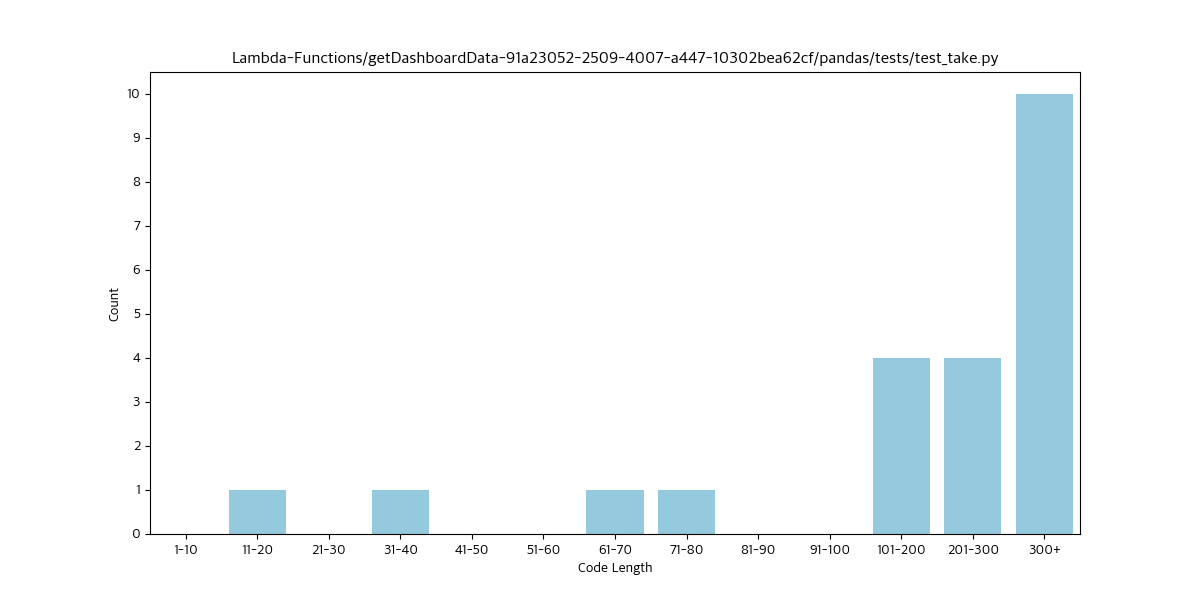 Lambda-Functions/getDashboardData-91a23052-2509-4007-a447-10302bea62cf/pandas/tests/test_take.py
10
9
8
7
6
5
4
3
2
1
0
Count
1-10 11-20 21-30 31-40 41-50 51-60 61-70 71-80 81-90 91-100 101-200 201-300 300+
Code Length